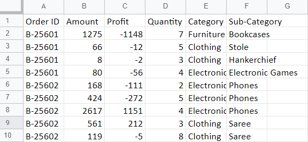 A B C D E F G
1 Order ID Amount Profit Quantity Category Sub-Category
2 B-25601 1275 -1148 7 Furniture Bookcases
3 B-25601 66 -12 5 Clothing Stole
4 B-25601 8 -2 3 Clothing Hankerchief
5 B-25601 80 -56 4 Electronic Electronic Games
6 B-25602 168 -111 2 Electronic Phones
7 B-25602 424 -272 5 Electronic Phones
8 B-25602 2617 1151 4 Electronic Phones
9 B-25602 561 212 3 Clothing Saree
10 B-25602 119 -5 8 Clothing Saree